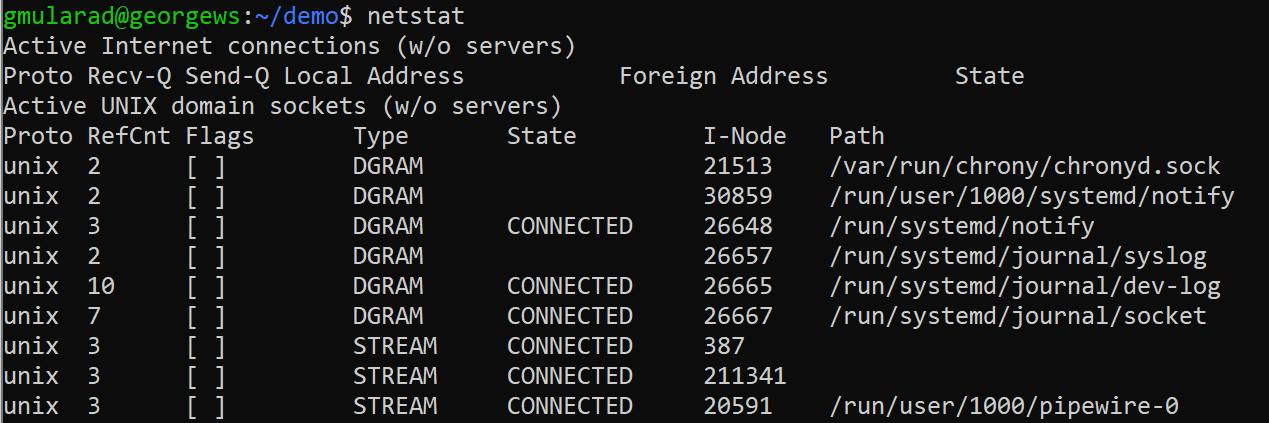 gmularad@georgews:~/demo$ netstat
Active Internet connections (w/o servers)
Proto Recv-Q Send-Q Local Address           Foreign Address         State
Active UNIX domain sockets (w/o servers)
Proto RefCnt Flags       Type       State         I-Node   Path
unix  2      [ ]         DGRAM                    21513    /var/run/chrony/chronyd.sock
unix  2      [ ]         DGRAM                    30859    /run/user/1000/systemd/notify
unix  3      [ ]         DGRAM      CONNECTED     26648    /run/systemd/notify
unix  2      [ ]         DGRAM                    26657    /run/systemd/journal/syslog
unix  10     [ ]         DGRAM      CONNECTED     26665    /run/systemd/journal/dev-log
unix  7      [ ]         DGRAM      CONNECTED     26667    /run/systemd/journal/socket
unix  3      [ ]         STREAM     CONNECTED     387
unix  3      [ ]         STREAM     CONNECTED     211341
unix  3      [ ]         STREAM     CONNECTED     20591    /run/user/1000/pipewire-0